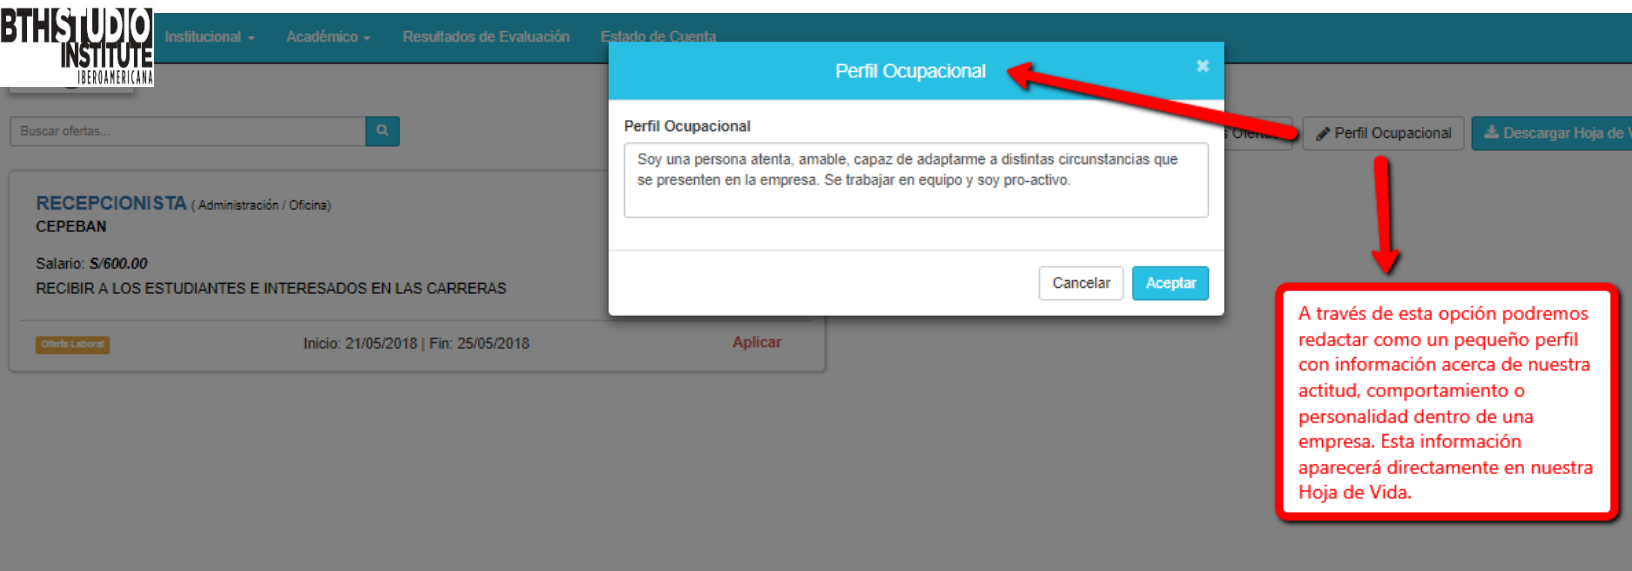 BTHSTUDIO
INSTITUTE
IBEROAMERICANA
Institucional
Académico
Resultados de Evaluación
Estado de Cuenta
Perfil Ocupacional
×
Buscar ofertas...
Perfil Ocupacional
Perfil Ocupacional
Descargar Hoja de
Soy una persona atenta, amable, capaz de adaptarme a distintas circunstancias que
se presenten en la empresa. Se trabajar en equipo y soy pro-activo.
RECEPCIONISTA ( Administración / Oficina)
CEPEBAN
Salario: S/600.00
RECIBIR A LOS ESTUDIANTES E INTERESADOS EN LAS CARRERAS
Cancelar
Aceptar
Oferta Laboral
Inicio: 21/05/2018 | Fin: 25/05/2018
Aplicar
A través de esta opción podremos
redactar como un pequeño perfil
con información acerca de nuestra
actitud, comportamiento o
personalidad dentro de una
empresa. Esta información
aparecerá directamente en nuestra
Hoja de Vida.